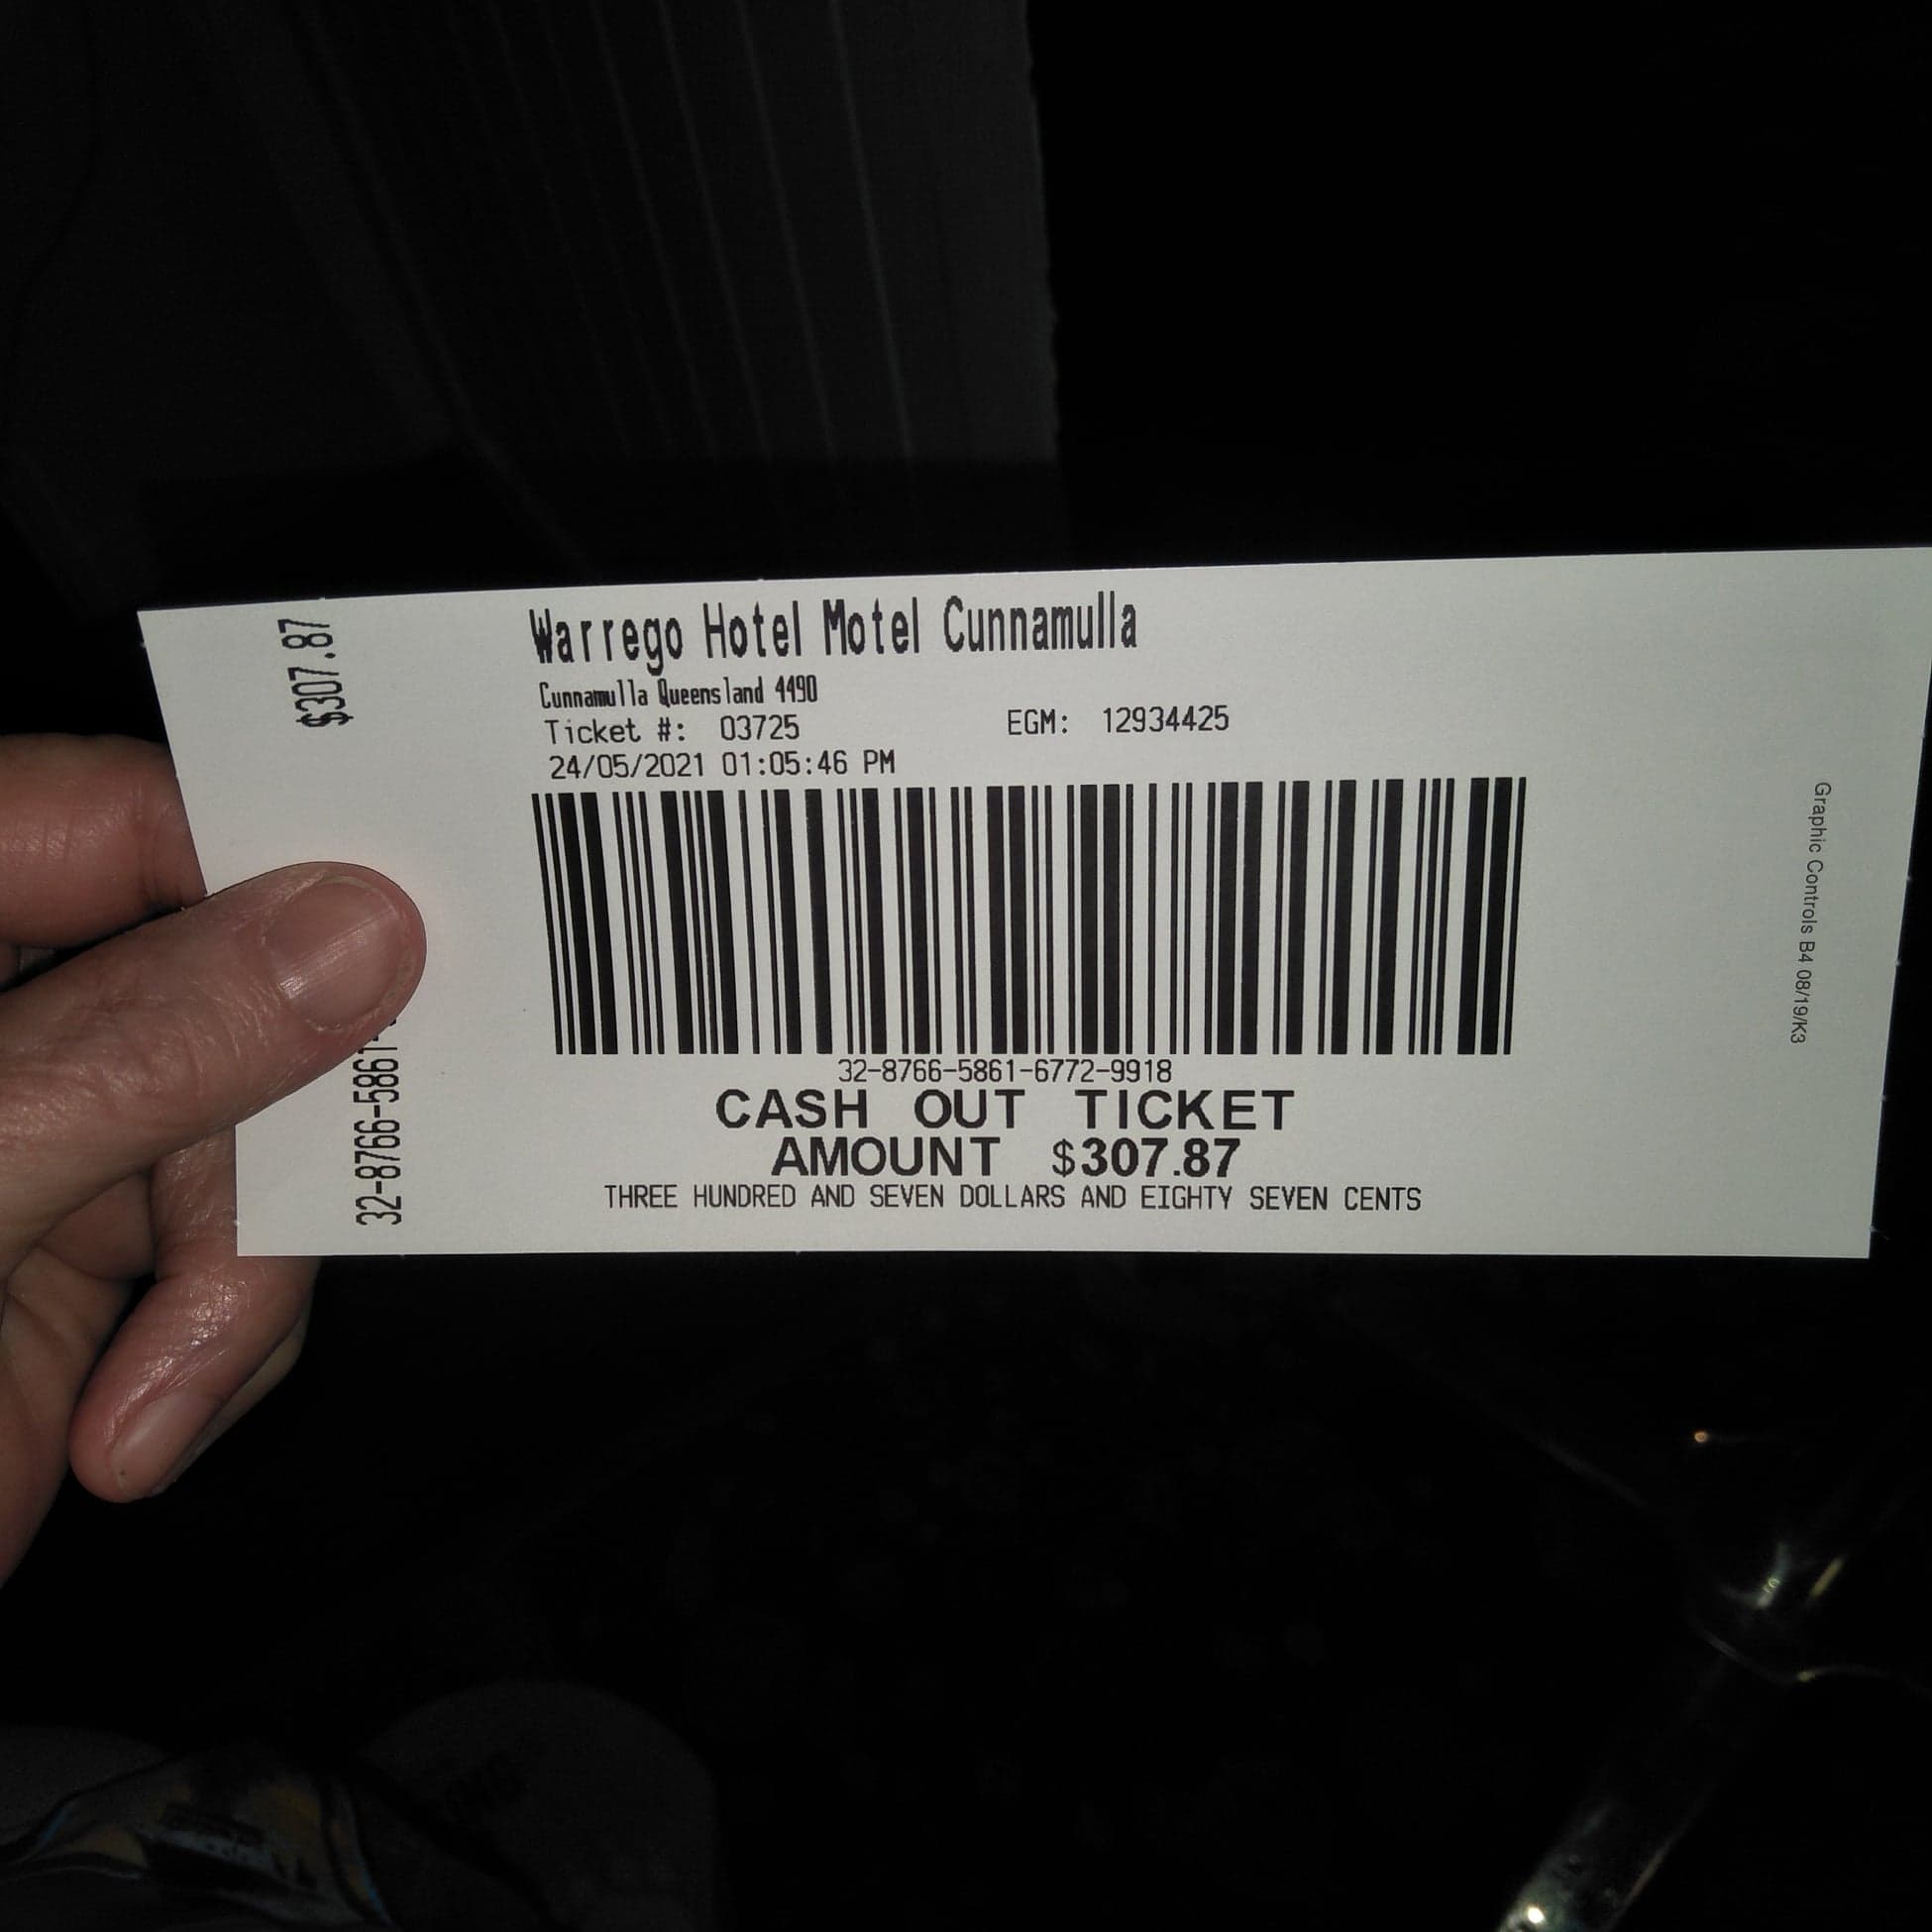 $307.87
32-8766-5861-
Warrego Hotel Motel Cunnamulla
Cunnamulla Queensland 4490
Ticket #: 03725 EGM: 12934425
24/05/2021 01:05:46 PM
32-8766-5861-6772-9918
CASH OUT TICKET
AMOUNT $307.87
THREE HUNDRED AND SEVEN DOLLARS AND EIGHTY SEVEN CENTS
Graphic Controls B4 08/19/K3